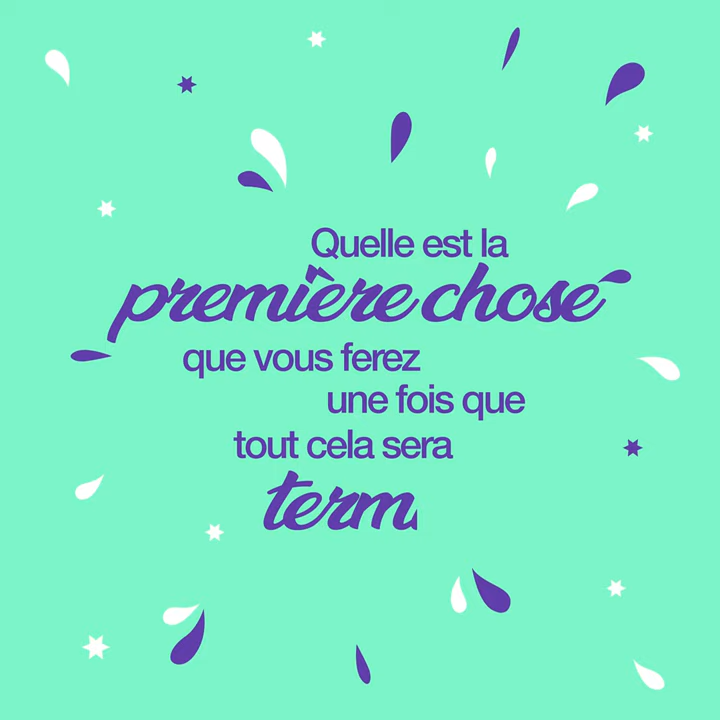 Quelle est la
première chose
que vous ferez
une fois que
tout cela sera
term